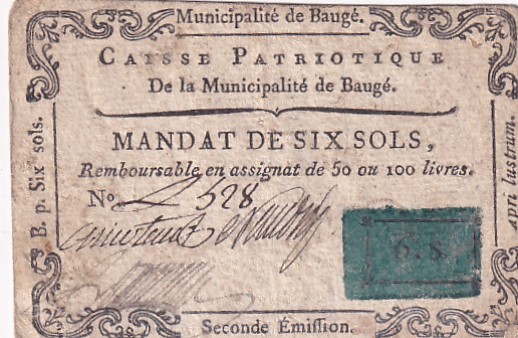 Municipalité de Baugé.
CAISSE PATRIOTIQUE
De la Municipalité de Baugé.
MANDAT DE SIX SOLS,
Remboursable en assignat de 50 ou 100 livres.
No. 528
6. s.
B. p. Six sols.
lustrum.
Seconde Émiſſion.